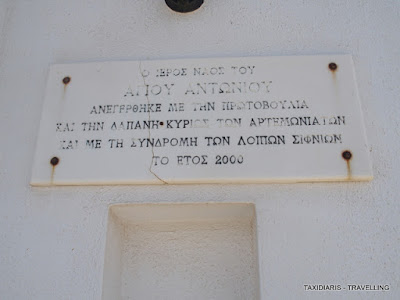 Ο ΙΕΡΟΣ ΝΑΟΣ ΤΟΥ
ΑΓΙΟΥ ΑΝΤΩΝΙΟΥ
ΑΝΕΓΕΡΘΗΚΕ ΜΕ ΤΗΝ ΠΡΩΤΟΒΟΥΛΙΑ
ΚΑΙ ΤΗΝ ΔΑΠΑΝΗ ΚΥΡΙΩΣ ΤΩΝ ΑΡΤΕΜΩΝΙΑΤΩΝ
ΚΑΙ ΜΕ ΤΗ ΣΥΝΔΡΟΜΗ ΤΩΝ ΛΟΙΠΩΝ ΣΙΦΝΙΩΝ
ΤΟ ΕΤΟΣ 2000
TAXIDIARIS - TRAVELLING